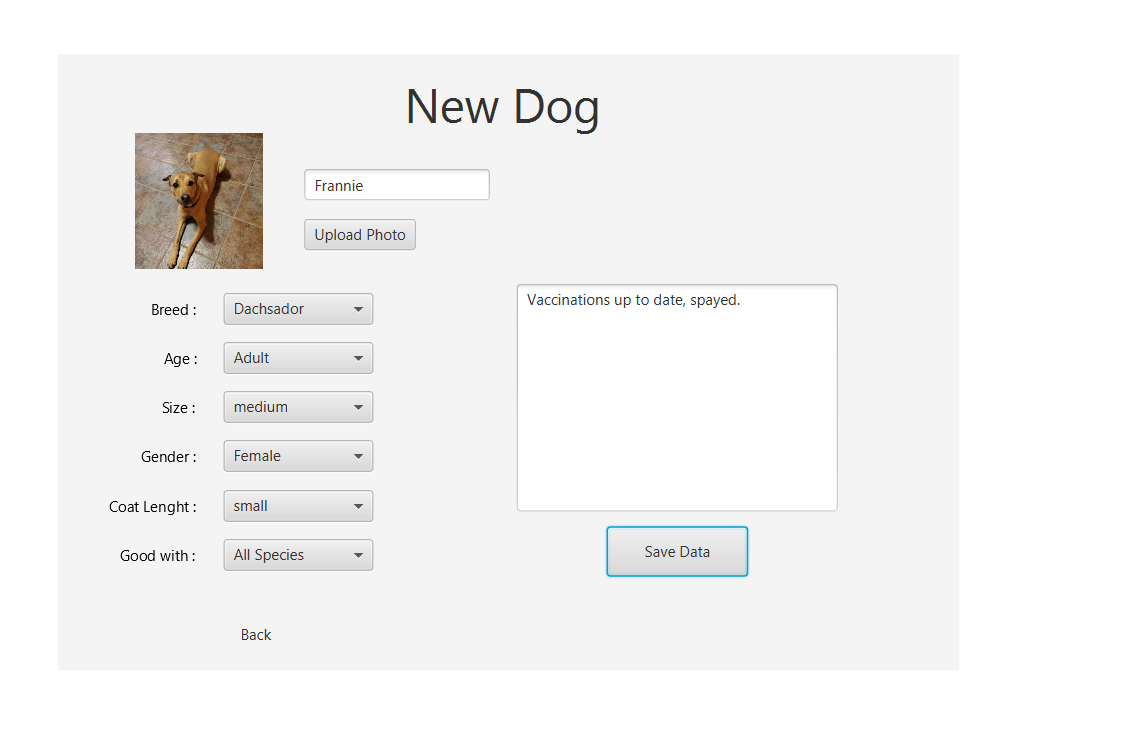 New Dog
Frannie
Upload Photo
Breed : Dachsador
Age : Adult
Size : medium
Gender : Female
Coat Lenght : small
Good with : All Species
Vaccinations up to date, spayed.
Save Data
Back